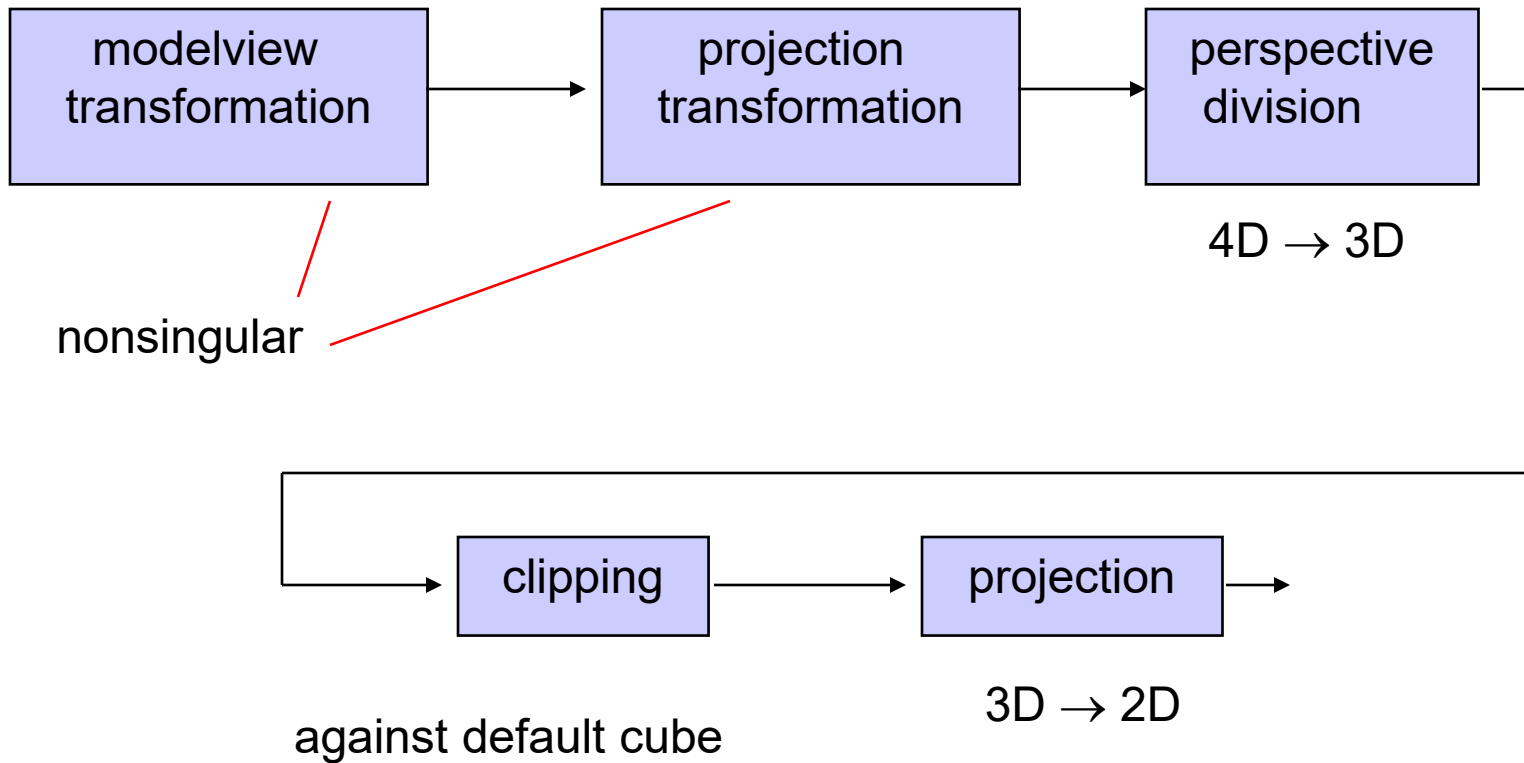 modelview
transformation
projection
transformation
perspective
division
4D → 3D
nonsingular
clipping
projection
against default cube
3D → 2D